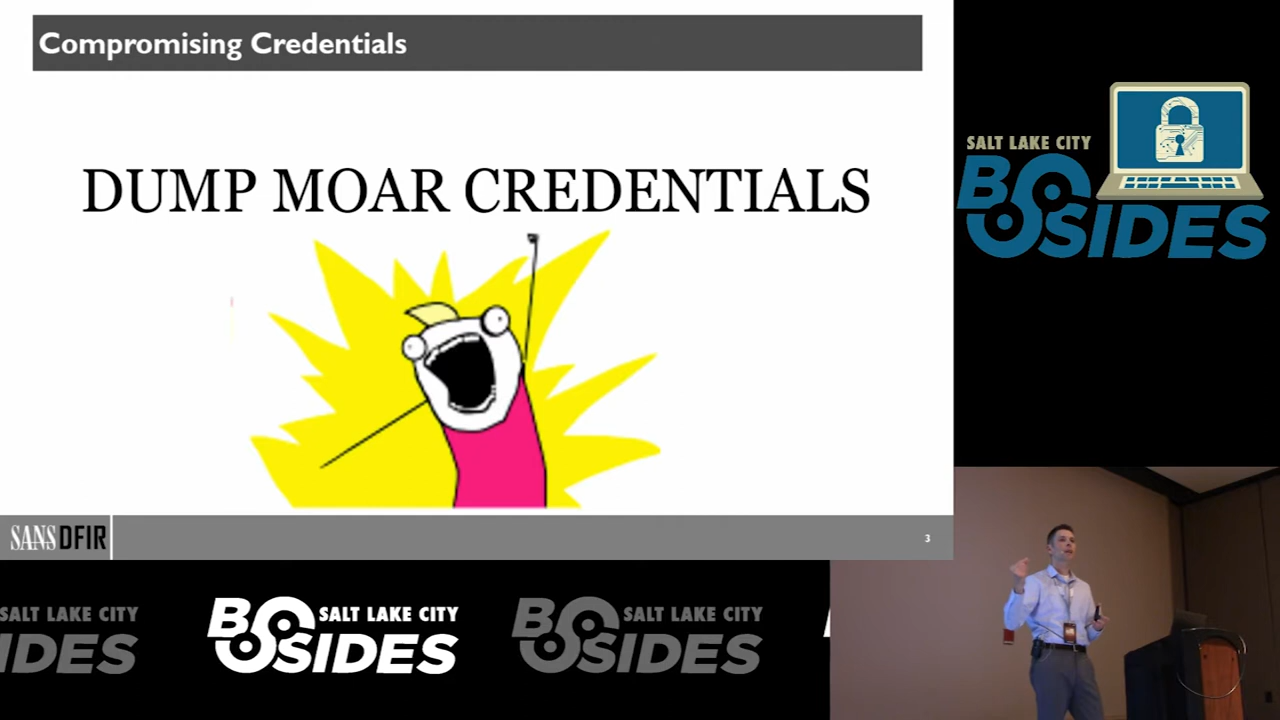 Compromising Credentials
DUMP MOAR CREDENTIALS
SANS DFIR
3
SALT LAKE CITY
BSIDES
SALT LAKE CITY
IDES
SALT LAKE CITY
BSIDES
SALT LAKE CITY
BSIDES